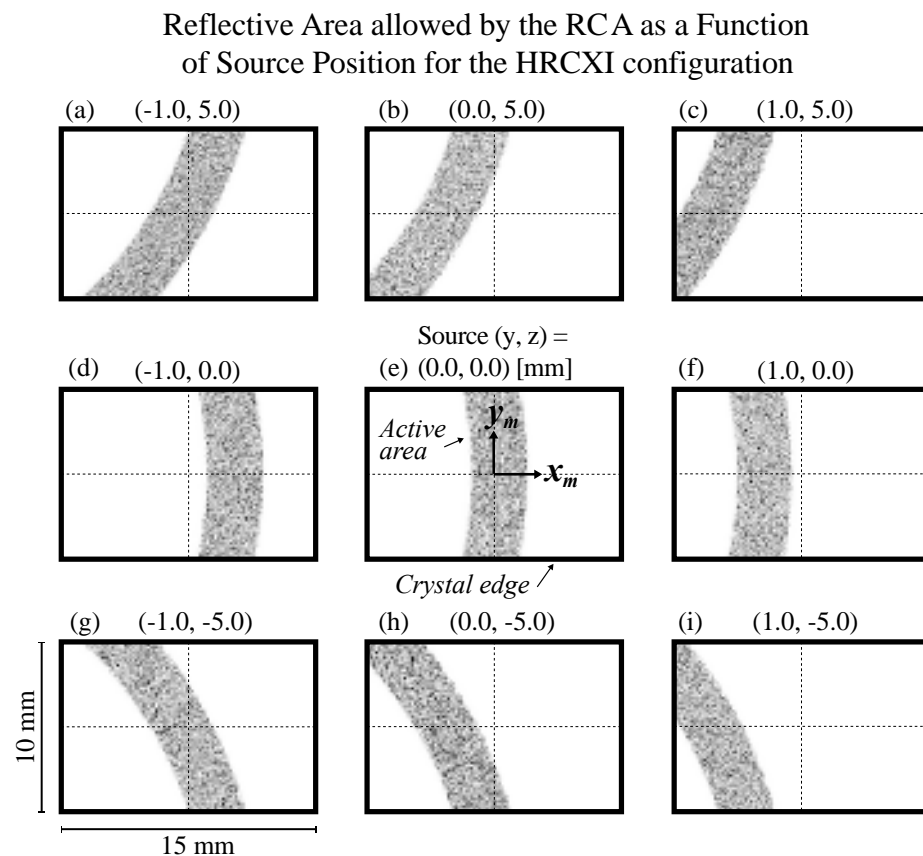 Reflective Area allowed by the RCA as a Function
of Source Position for the HRCXI configuration
(a) (-1.0, 5.0)
(b) (0.0, 5.0)
(c) (1.0, 5.0)
Source (y, z) =
(d) (-1.0, 0.0)
(e) (0.0, 0.0) [mm]
(f) (1.0, 0.0)
Active
area
y_m
x_m
Crystal edge
(g) (-1.0, -5.0)
(h) (0.0, -5.0)
(i) (1.0, -5.0)
10 mm
15 mm